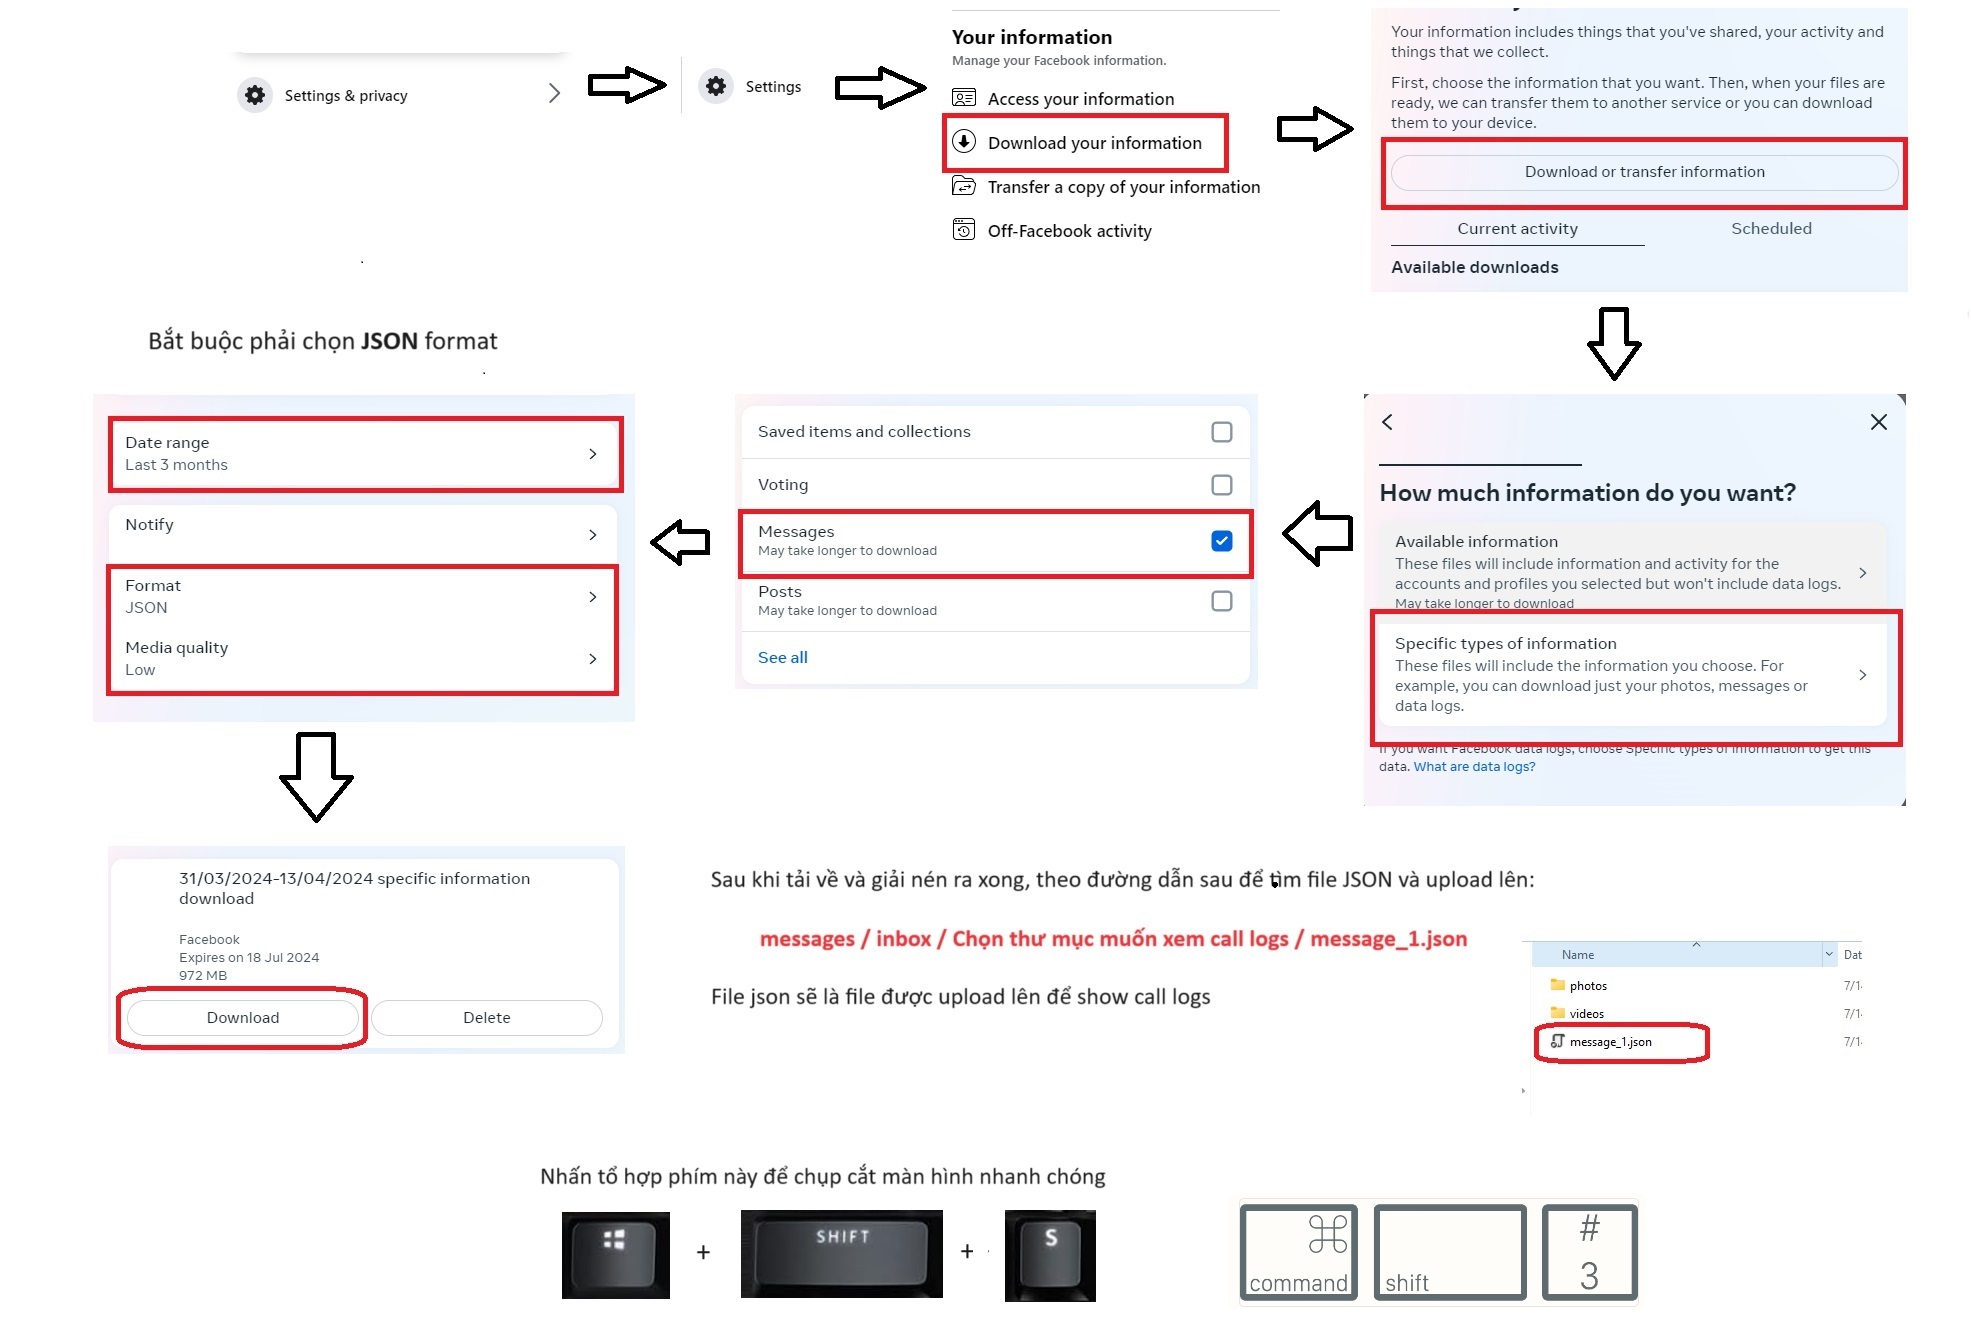 Settings & privacy
Settings
Your information
Manage your Facebook information.
Access your information
Download your information
Transfer a copy of your information
Off-Facebook activity
Your information includes things that you've shared, your activity and
things that we collect.
First, choose the information that you want. Then, when your files are
ready, we can transfer them to another service or you can download
them to your device.
Download or transfer information
Current activity
Scheduled
Available downloads
How much information do you want?
Available information
These files will include information and activity for the
accounts and profiles you selected but won't include data logs.
May take longer to download
Specific types of information
These files will include the information you choose. For
example, you can download just your photos, messages or
data logs.
If you want Facebook data logs, choose Specific types of information to get this
data. What are data logs?
Saved items and collections
Voting
Messages
May take longer to download
Posts
May take longer to download
See all
Bắt buộc phải chọn JSON format
Date range
Last 3 months
Notify
Format
JSON
Media quality
Low
31/03/2024-13/04/2024 specific information
download
Facebook
Expires on 18 Jul 2024
972 MB
Download
Delete
Sau khi tải về và giải nén ra xong, theo đường dẫn sau để tìm file JSON và upload lên:
messages / inbox / Chọn thư mục muốn xem call logs / message_1.json
File json sẽ là file được upload lên để show call logs
Name
Dat
photos
7/1
videos
7/1
message_1.json
7/1
Nhấn tổ hợp phím này để chụp cắt màn hình nhanh chóng
+
SHIFT
+
S
⌘
command
shift
#
3